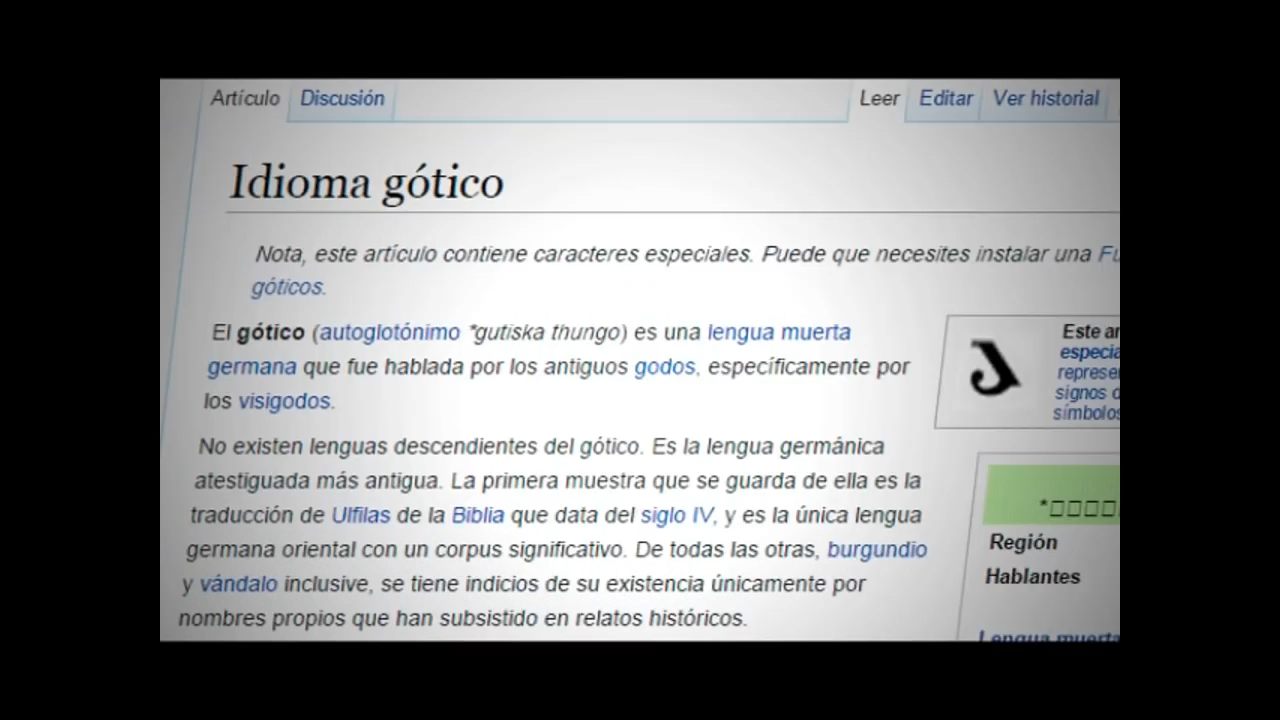 Artículo Discusión Leer Editar Ver historial
Idioma gótico
Nota, este artículo contiene caracteres especiales. Puede que necesites instalar una
góticos.
El gótico (autoglotónimo *gutiska thungo) es una lengua muerta
germana que fue hablada por los antiguos godos, específicamente por
los visigodos.
No existen lenguas descendientes del gótico. Es la lengua germánica
atestiguada más antigua. La primera muestra que se guarda de ella es la
traducción de Ulfilas de la Biblia que data del siglo IV, y es la única lengua
germana oriental con un corpus significativo. De todas las otras, burgundio
y vándalo inclusive, se tiene indicios de su existencia únicamente por
nombres propios que han subsistido en relatos históricos.
Este
signos
símbolos
Región
Hablantes
Lengua muerta